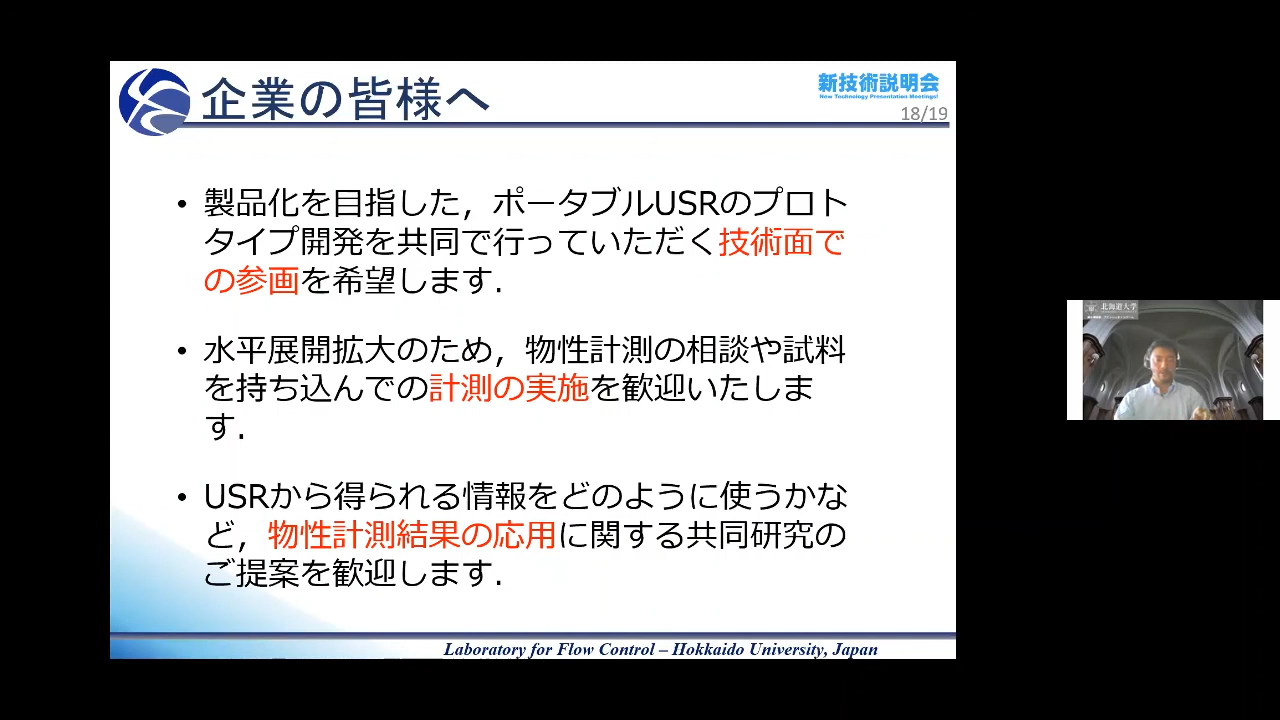 企業の皆様へ
新技術説明会
New Technology Presentation Meetings!
18/19
• 製品化を目指した，ポータブルUSRのプロト
タイプ開発を共同で行っていただく技術面で
の参画を希望します．
• 水平展開拡大のため，物性計測の相談や試料
を持ち込んでの計測の実施を歓迎いたしま
す．
• USRから得られる情報をどのように使うかな
ど，物性計測結果の応用に関する共同研究の
ご提案を歓迎します．
Laboratory for Flow Control – Hokkaido University, Japan
北海道大学